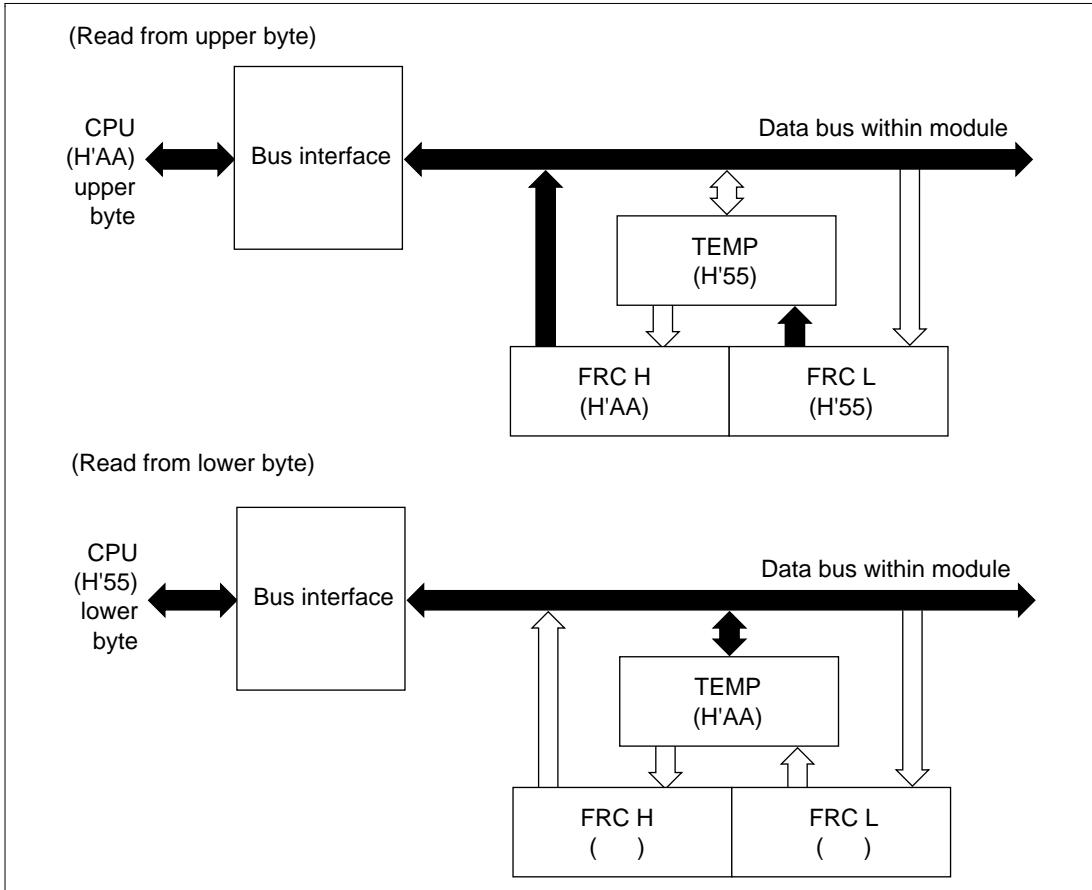 (Read from upper byte)
CPU
(H'AA)
upper
byte
Bus interface
Data bus within module
TEMP
(H'55)
FRC H
(H'AA)
FRC L
(H'55)
(Read from lower byte)
CPU
(H'55)
lower
byte
Bus interface
Data bus within module
TEMP
(H'AA)
FRC H
(    )
FRC L
(    )